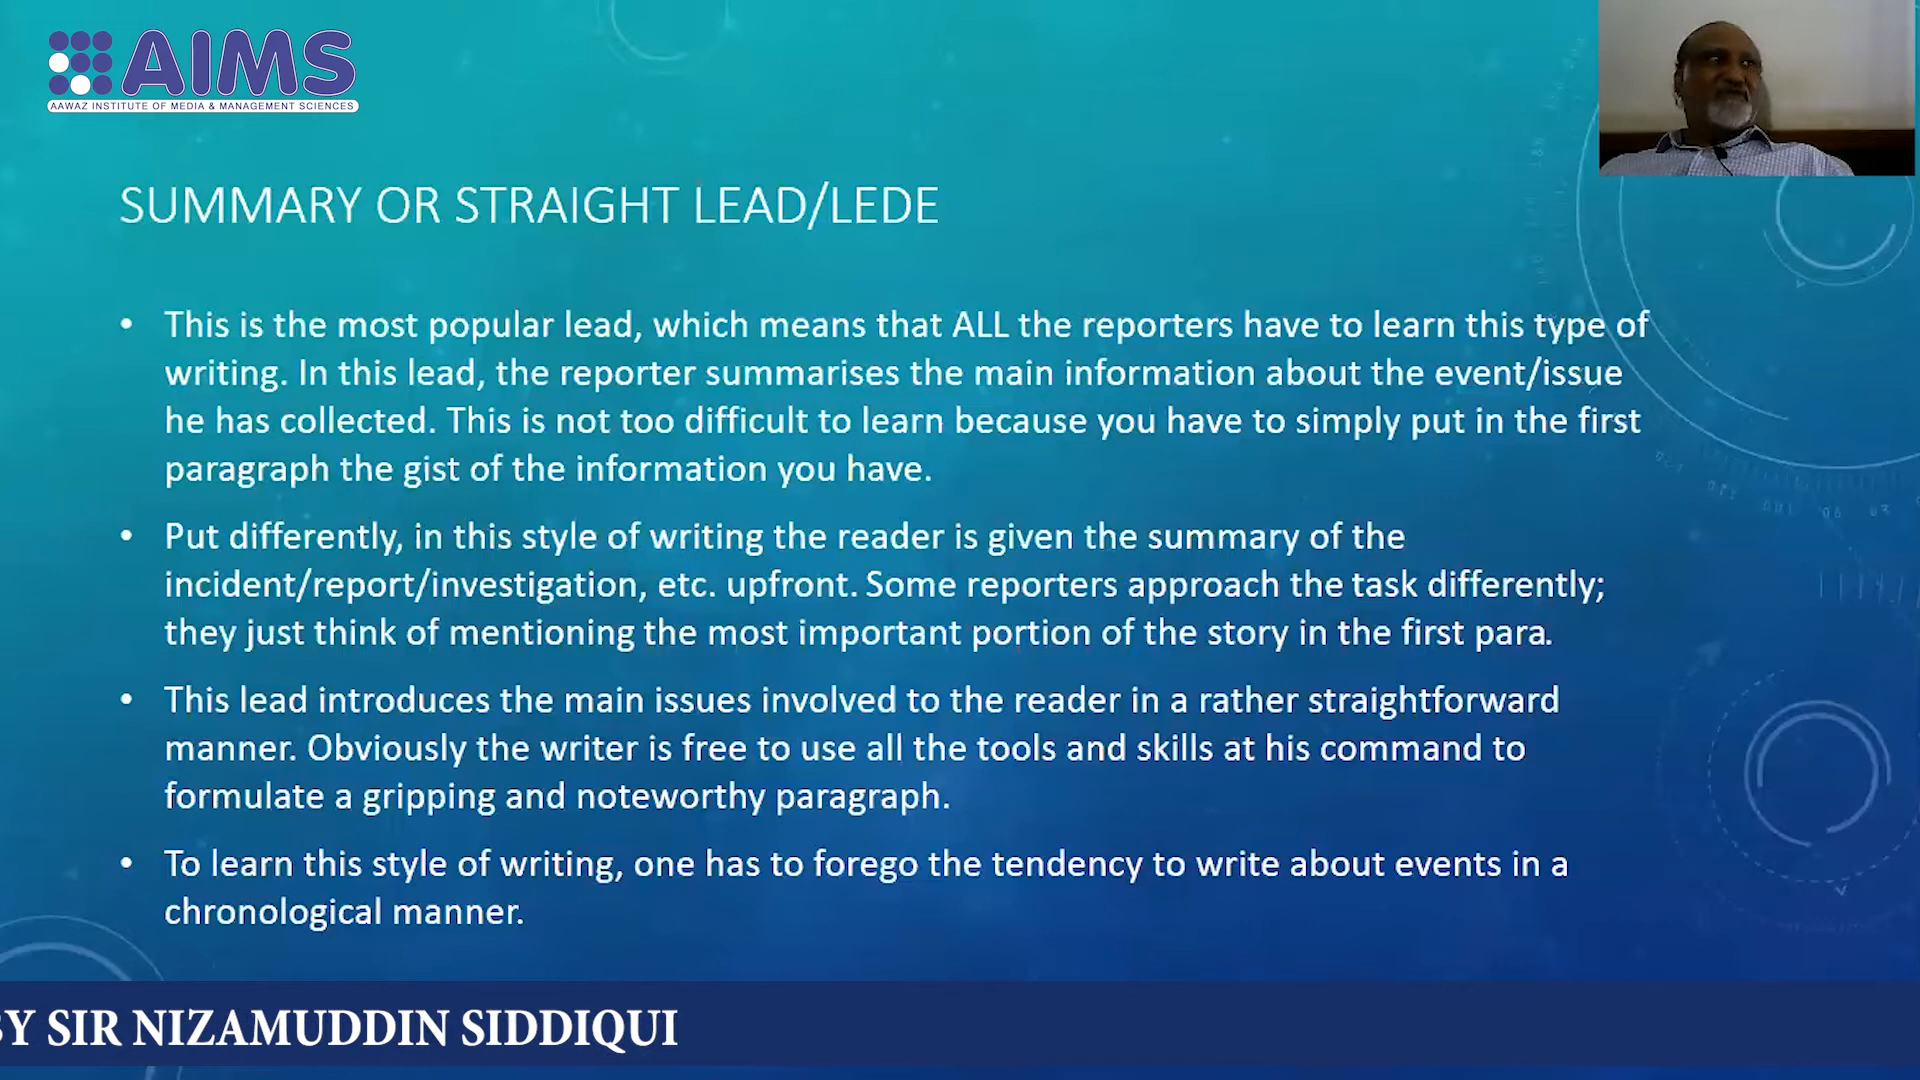 AIMS
AAWAZ INSTITUTE OF MEDIA & MANAGEMENT SCIENCES
SUMMARY OR STRAIGHT LEAD/LEDE
• This is the most popular lead, which means that ALL the reporters have to learn this type of
writing. In this lead, the reporter summarises the main information about the event/issue
he has collected. This is not too difficult to learn because you have to simply put in the first
paragraph the gist of the information you have.
• Put differently, in this style of writing the reader is given the summary of the
incident/report/investigation, etc. upfront. Some reporters approach the task differently;
they just think of mentioning the most important portion of the story in the first para.
• This lead introduces the main issues involved to the reader in a rather straightforward
manner. Obviously the writer is free to use all the tools and skills at his command to
formulate a gripping and noteworthy paragraph.
• To learn this style of writing, one has to forego the tendency to write about events in a
chronological manner.
BY SIR NIZAMUDDIN SIDDIQUI